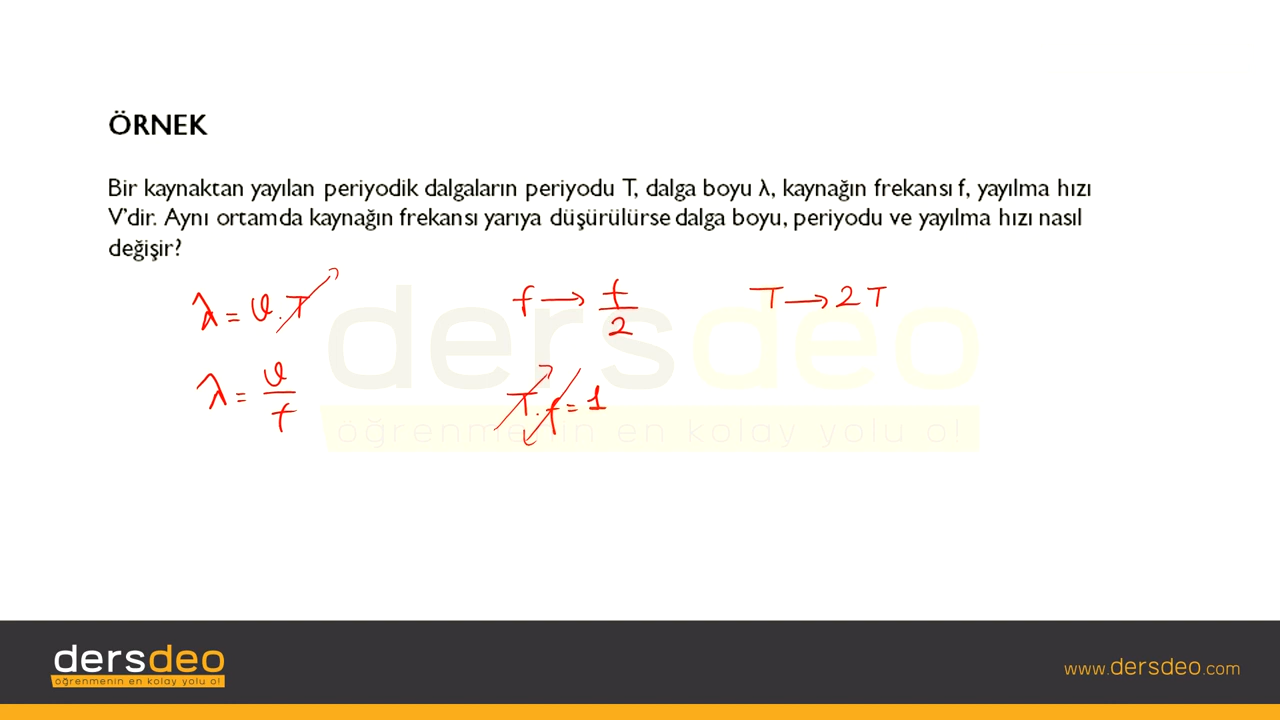 ÖRNEK
Bir kaynaktan yayılan periyodik dalgaların periyodu T, dalga boyu λ, kaynağın frekansı f, yayılma hızı
V'dir. Aynı ortamda kaynağın frekansı yarıya düşürülürse dalga boyu, periyodu ve yayılma hızı nasıl
değişir?
λ = ϑ . T
f → f/2
T → 2T
λ = ϑ/f
T . f = 1
dersdeo
öğrenmenin en kolay yolu o!
dersdeo
öğrenmenin en kolay yolu o!
www.dersdeo.com